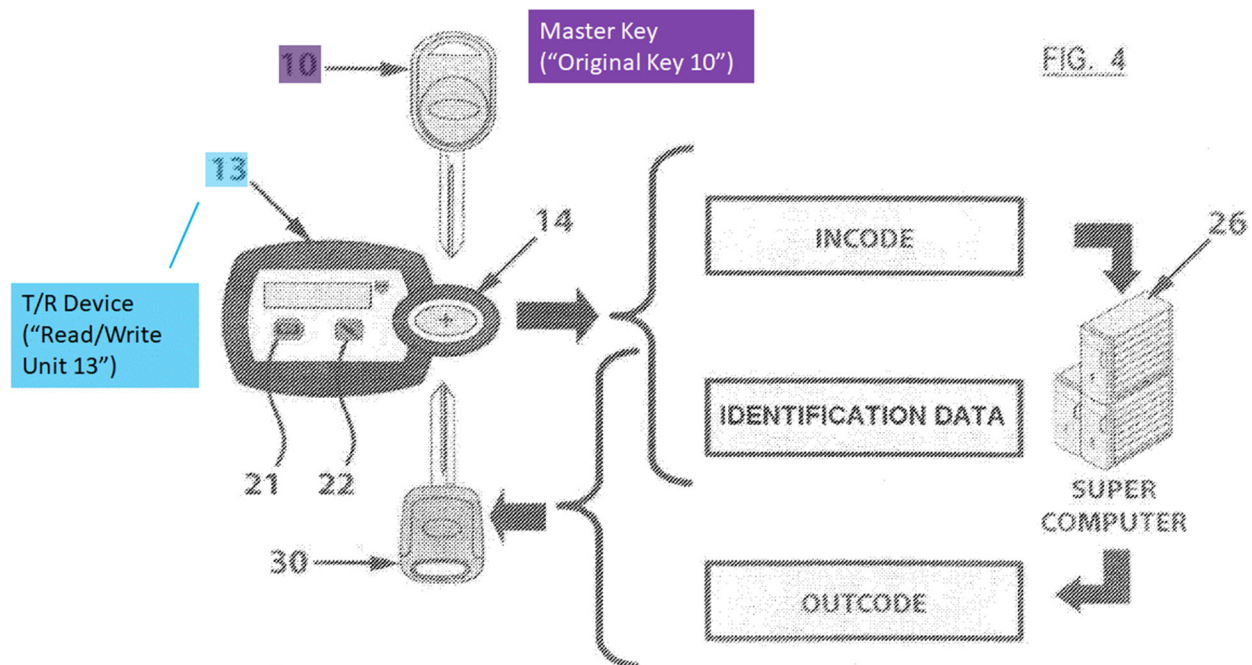 Master Key
(“Original Key 10”)
10
FIG. 4
13
14
INCODE
26
T/R Device
(“Read/Write
Unit 13”)
IDENTIFICATION DATA
21 22
SUPER
COMPUTER
30
OUTCODE